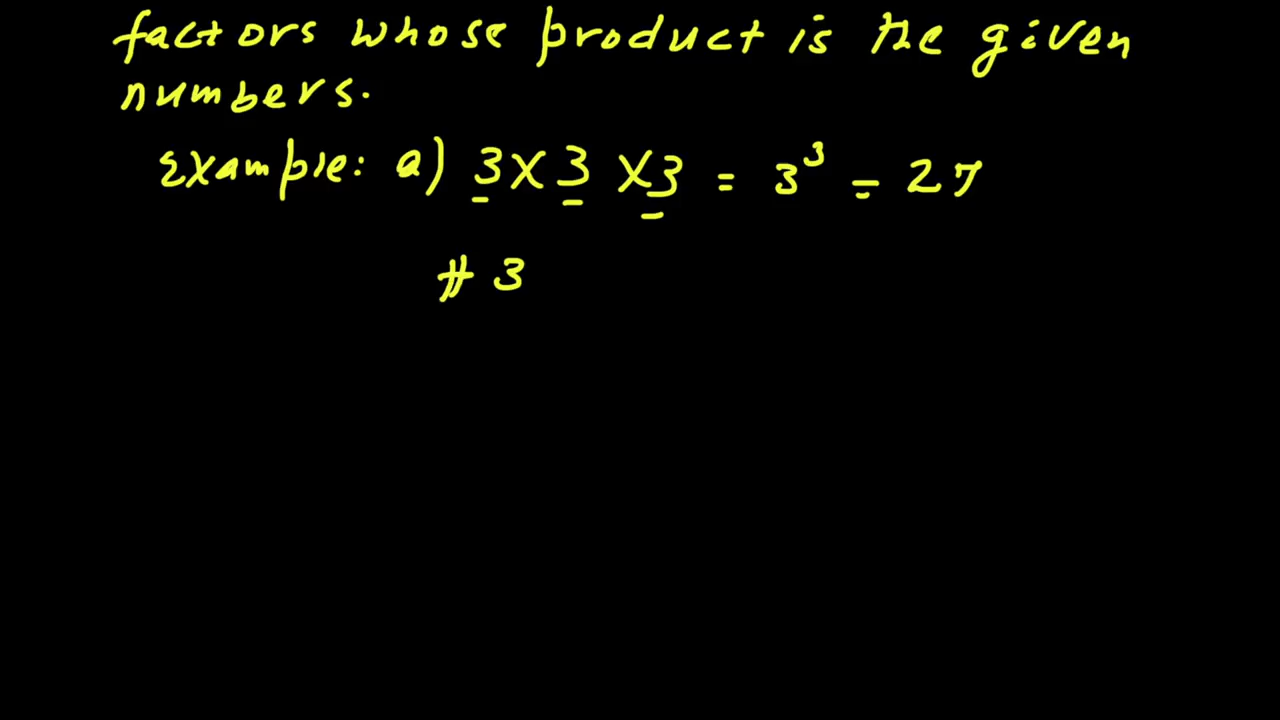 factors whose product is the given
numbers.
Example: a) 3 X 3 X 3 = 3³ = 27
# 3